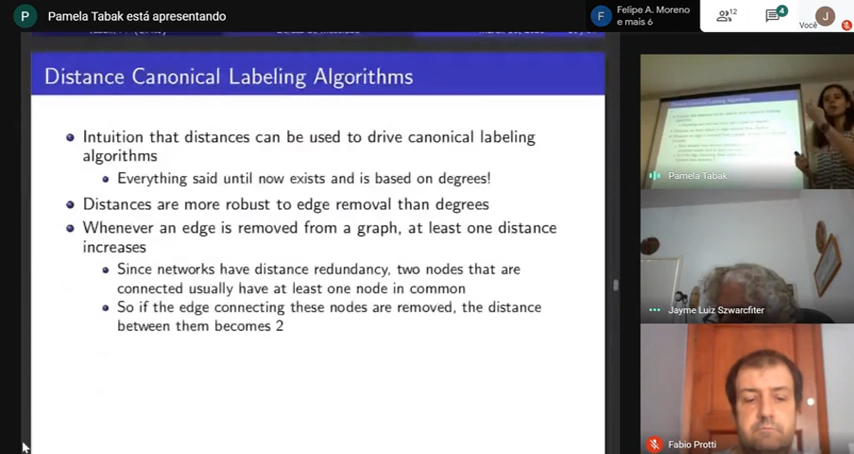 P
Pamela Tabak está apresentando
F
Felipe A. Moreno
e mais 6
12
4
J
Você
Distance Canonical Labeling Algorithms
Intuition that distances can be used to drive canonical labeling
algorithms
Everything said until now exists and is based on degrees!
Distances are more robust to edge removal than degrees
Whenever an edge is removed from a graph, at least one distance
increases
Since networks have distance redundancy, two nodes that are
connected usually have at least one node in common
So if the edge connecting these nodes are removed, the distance
between them becomes 2
Pamela Tabak
Jayme Luiz Szwarcfiter
Fabio Protti